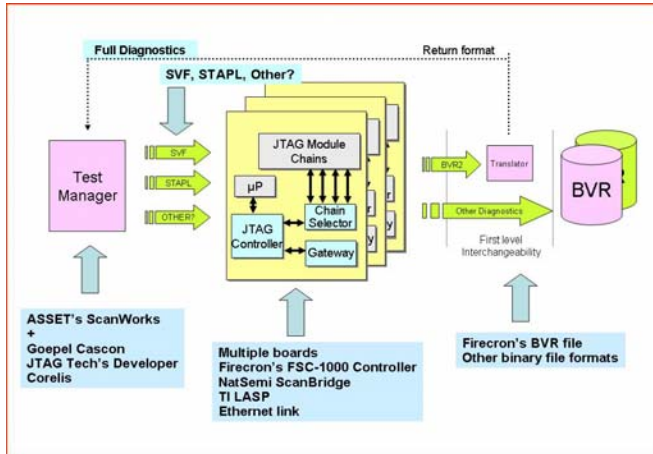 Full Diagnostics
Return format
SVF, STAPL, Other?
Test
Manager
SVF
STAPL
OTHER?
JTAG Module
Chains
µP
JTAG
Controller
Chain
Selector
Gateway
BVR2
Translator
Other Diagnostics
First level
Interchangeability
BVR
ASSET's ScanWorks
+
Goepel Cascon
JTAG Tech's Developer
Corelis
Multiple boards
Firecron's FSC-1000 Controller
NatSemi ScanBridge
TI LASP
Ethernet link
Firecron's BVR file
Other binary file formats